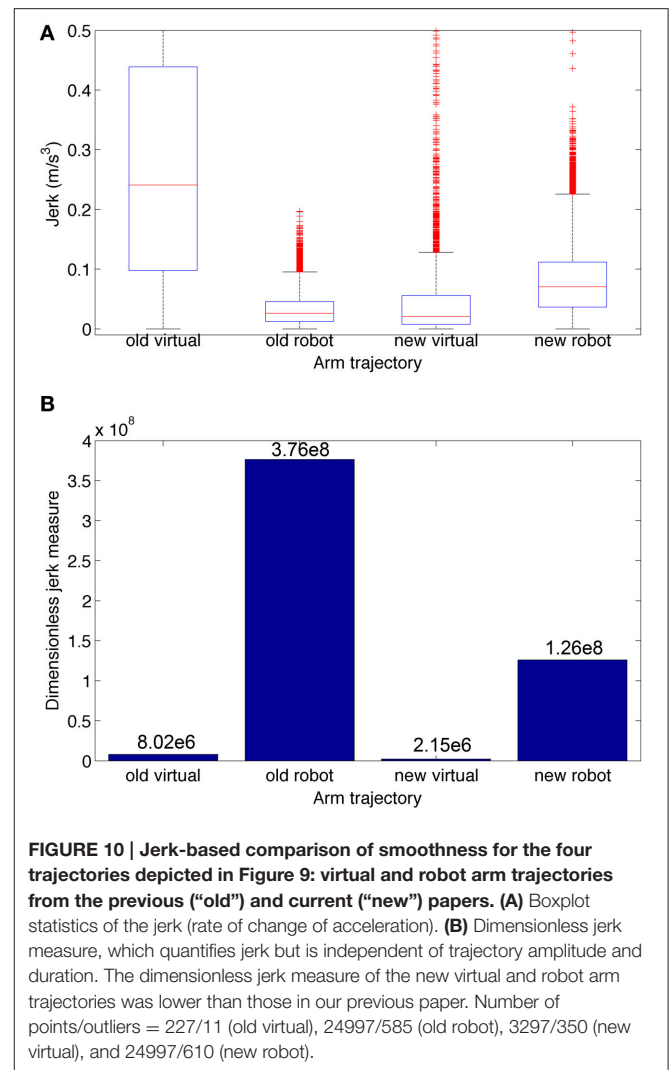 A
0.5
0.4
0.3
0.2
0.1
0
Jerk (m/s³)
old virtual old robot new virtual new robot
Arm trajectory
B
x 10⁸
4
3.5
3
2.5
2
1.5
1
0.5
0
Dimensionless jerk measure
8.02e6
3.76e8
2.15e6
1.26e8
old virtual old robot new virtual new robot
Arm trajectory
FIGURE 10 | Jerk-based comparison of smoothness for the four
trajectories depicted in Figure 9: virtual and robot arm trajectories
from the previous (“old”) and current (“new”) papers. (A) Boxplot
statistics of the jerk (rate of change of acceleration). (B) Dimensionless jerk
measure, which quantifies jerk but is independent of trajectory amplitude and
duration. The dimensionless jerk measure of the new virtual and robot arm
trajectories was lower than those in our previous paper. Number of
points/outliers = 227/11 (old virtual), 24997/585 (old robot), 3297/350 (new
virtual), and 24997/610 (new robot).